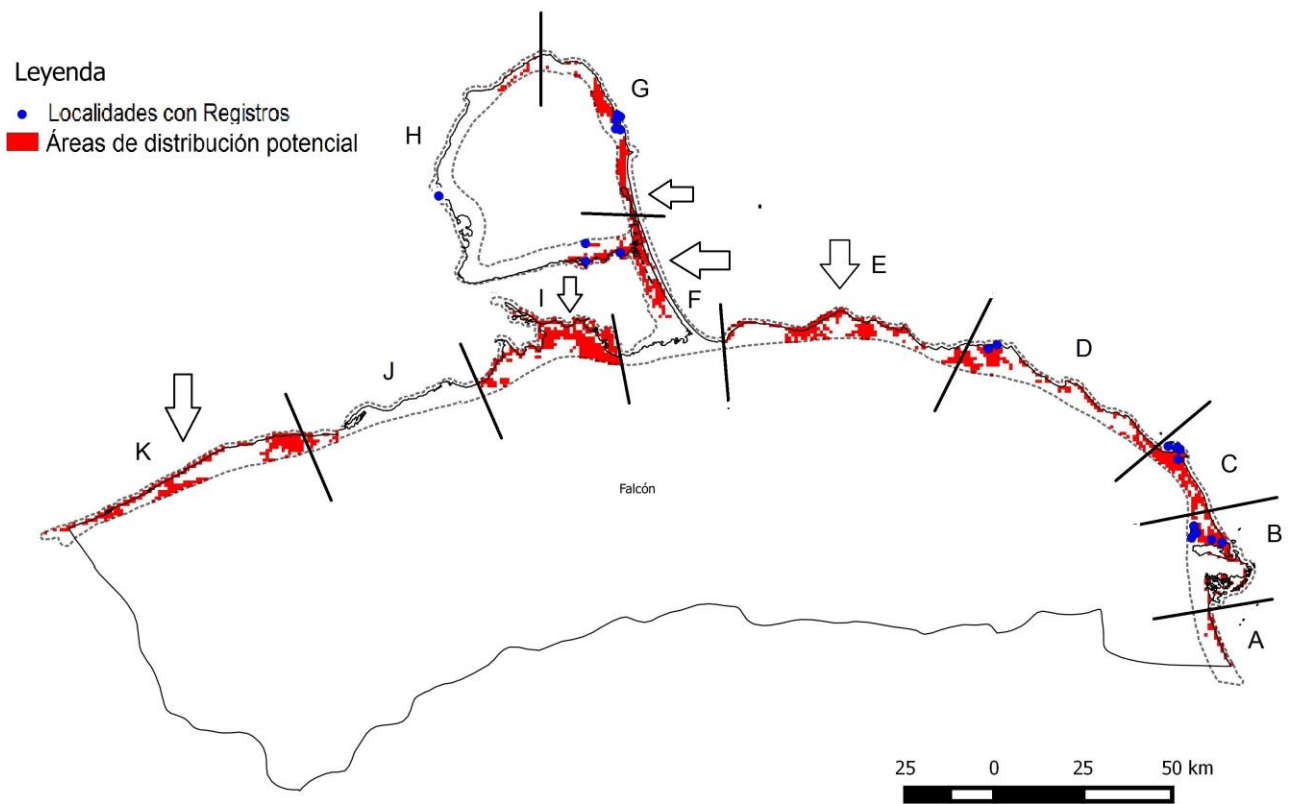 Leyenda
Localidades con Registros
Áreas de distribución potencial
G
H
E
I
F
D
J
K
C
Falcón
B
A
25 0 25 50 km